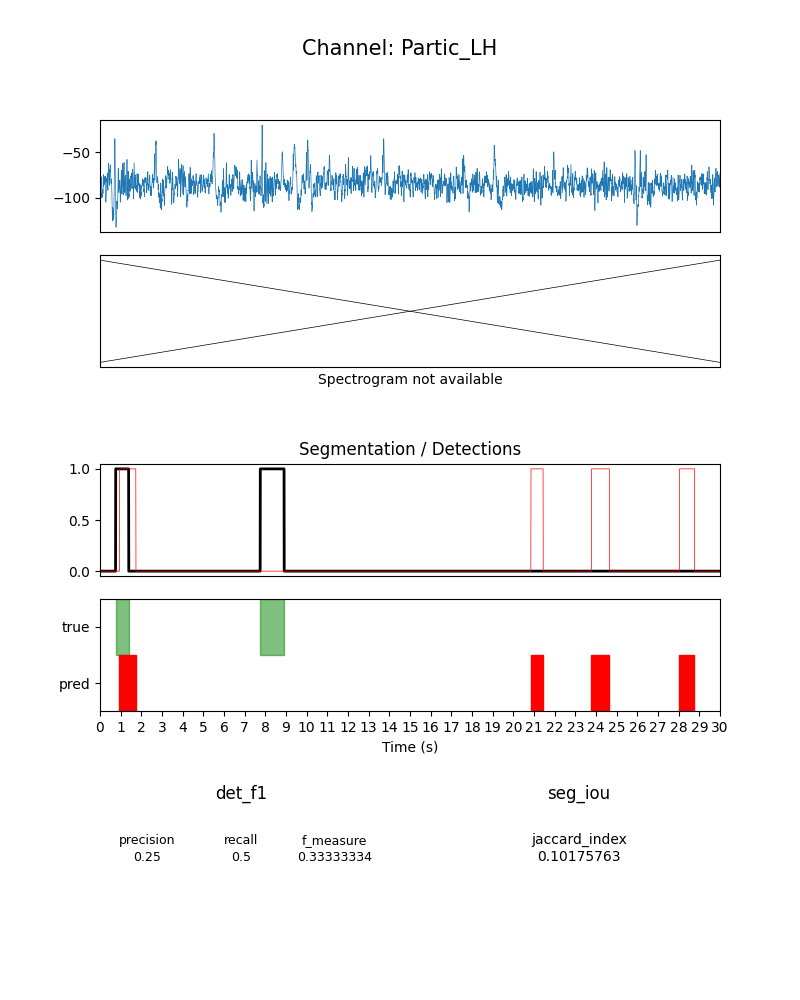 Channel: Partic_LH
−50
−100
Spectrogram not available
Segmentation / Detections
1.0
0.5
0.0
true
pred
0 1 2 3 4 5 6 7 8 9 10 11 12 13 14 15 16 17 18 19 20 21 22 23 24 25 26 27 28 29 30
Time (s)
det_f1 seg_iou
precision recall f_measure jaccard_index
0.25 0.5 0.33333334 0.10175763